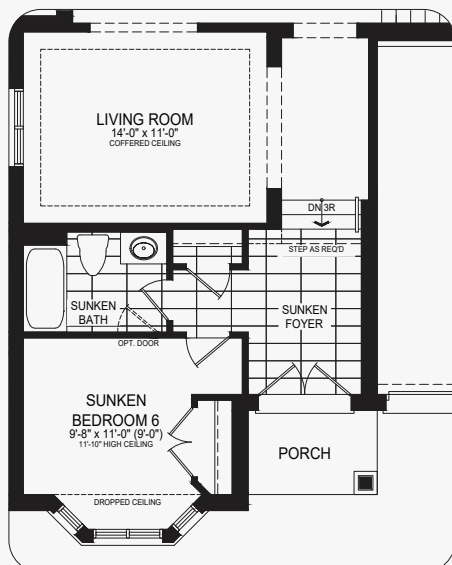 LIVING ROOM
14'-0" x 11'-0"
COFFERED CEILING
DN 3R
STEP AS REQ'D
SUNKEN
BATH
SUNKEN
FOYER
OPT. DOOR
SUNKEN
BEDROOM 6
9'-8" x 11'-0" (9'-0")
11'-10" HIGH CEILING
PORCH
DROPPED CEILING